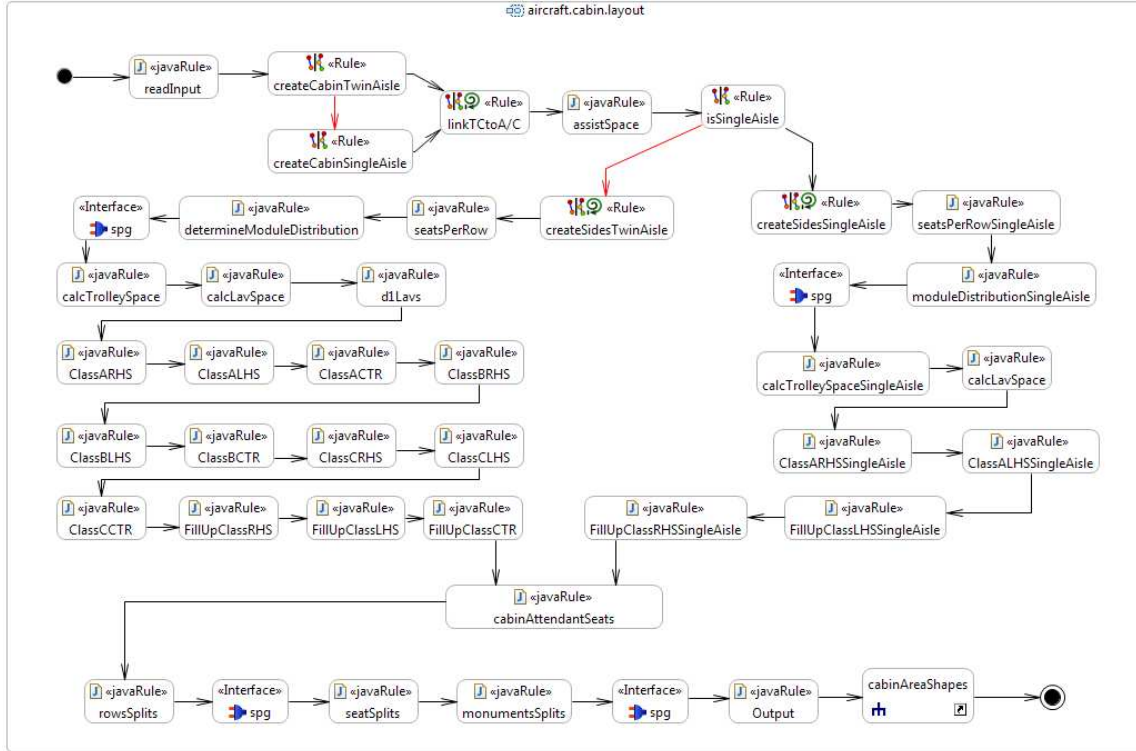 aircraft.cabin.layout
«javaRule»
readInput
«Rule»
createCabinTwinAisle
«Rule»
createCabinSingleAisle
«Rule»
linkTCtoA/C
«javaRule»
assistSpace
«Rule»
isSingleAisle
«Interface»
spg
«javaRule»
determineModuleDistribution
«javaRule»
seatsPerRow
«Rule»
createSidesTwinAisle
«Rule»
createSidesSingleAisle
«javaRule»
seatsPerRowSingleAisle
«javaRule»
calcTrolleySpace
«javaRule»
calcLavSpace
«javaRule»
d1Lavs
«Interface»
spg
«javaRule»
moduleDistributionSingleAisle
«javaRule»
ClassARHS
«javaRule»
ClassALHS
«javaRule»
ClassACTR
«javaRule»
ClassBRHS
«javaRule»
calcTrolleySpaceSingleAisle
«javaRule»
calcLavSpace
«javaRule»
ClassBLHS
«javaRule»
ClassBCTR
«javaRule»
ClassCRHS
«javaRule»
ClassCLHS
«javaRule»
ClassARHSSingleAisle
«javaRule»
ClassALHSSingleAisle
«javaRule»
ClassCCTR
«javaRule»
FillUpClassRHS
«javaRule»
FillUpClassLHS
«javaRule»
FillUpClassCTR
«javaRule»
FillUpClassRHSSingleAisle
«javaRule»
FillUpClassLHSSingleAisle
«javaRule»
cabinAttendantSeats
«javaRule»
rowsSplits
«Interface»
spg
«javaRule»
seatSplits
«javaRule»
monumentsSplits
«Interface»
spg
«javaRule»
Output
cabinAreaShapes